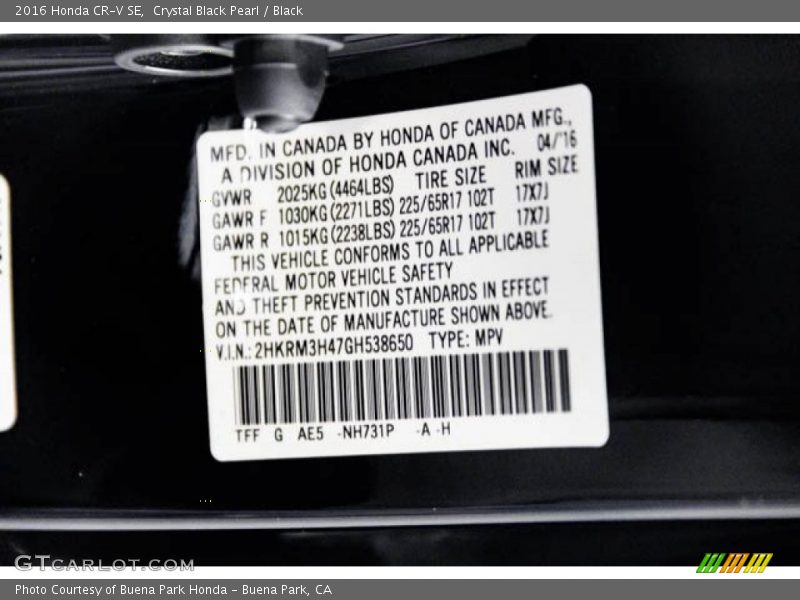 2016 Honda CR-V SE, Crystal Black Pearl / Black
MFD. IN CANADA BY HONDA OF CANADA MFG.,
A DIVISION OF HONDA CANADA INC. 04/16
GVWR 2025KG (4464LBS) TIRE SIZE RIM SIZE
GAWR F 1030KG (2271LBS) 225/65R17 102T 17X7J
GAWR R 1015KG (2238LBS) 225/65R17 102T 17X7J
THIS VEHICLE CONFORMS TO ALL APPLICABLE
FEDERAL MOTOR VEHICLE SAFETY
AND THEFT PREVENTION STANDARDS IN EFFECT
ON THE DATE OF MANUFACTURE SHOWN ABOVE.
V.I.N.: 2HKRM3H47GH538650 TYPE: MPV
TFF G AE5 -NH731P -A -H
GTCARLOT.COM
Photo Courtesy of Buena Park Honda - Buena Park, CA